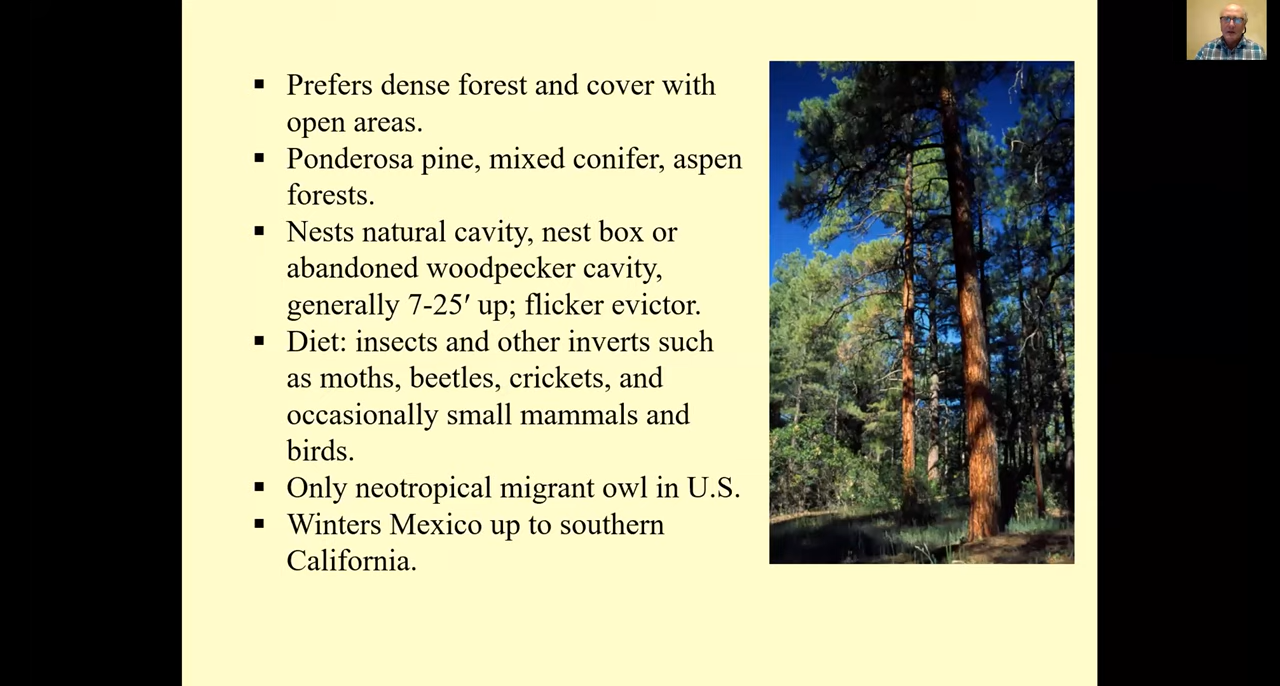 ▪ Prefers dense forest and cover with
open areas.
▪ Ponderosa pine, mixed conifer, aspen
forests.
▪ Nests natural cavity, nest box or
abandoned woodpecker cavity,
generally 7-25′ up; flicker evictor.
▪ Diet: insects and other inverts such
as moths, beetles, crickets, and
occasionally small mammals and
birds.
▪ Only neotropical migrant owl in U.S.
▪ Winters Mexico up to southern
California.